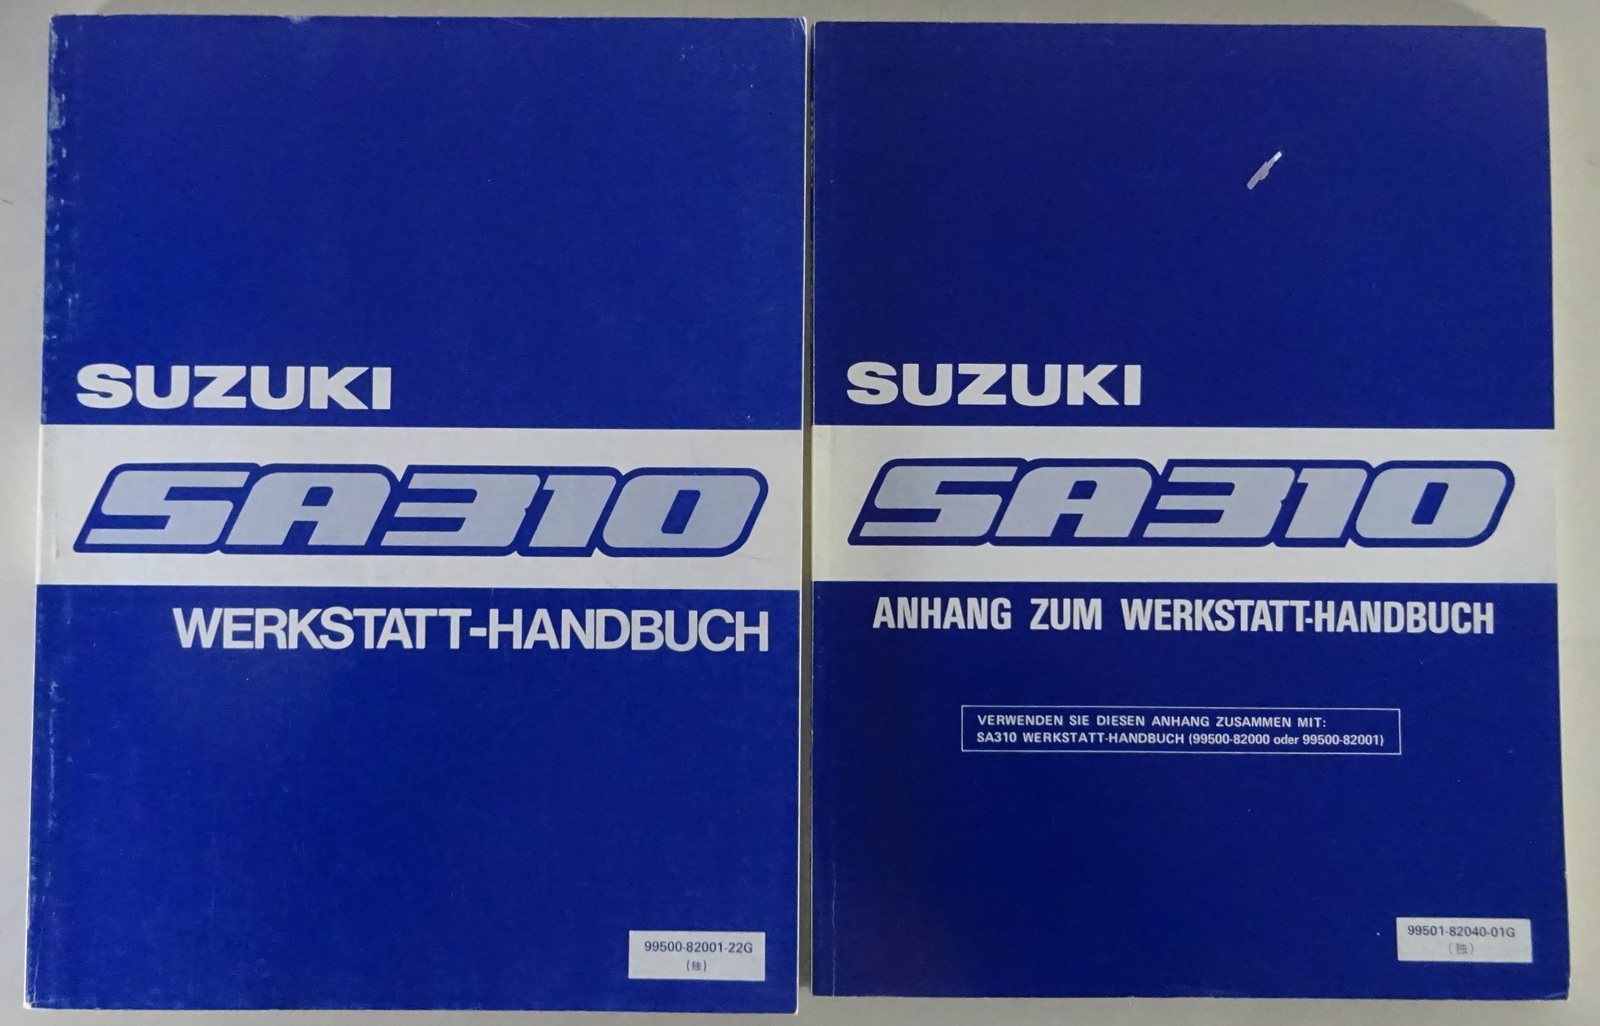 SUZUKI
SA310
WERKSTATT-HANDBUCH
99500-82001-22G
(独)
SUZUKI
SA310
ANHANG ZUM WERKSTATT-HANDBUCH
VERWENDEN SIE DIESEN ANHANG ZUSAMMEN MIT:
SA310 WERKSTATT-HANDBUCH (99500-82000 oder 99500-82001)
99501-82040-01G
(独)